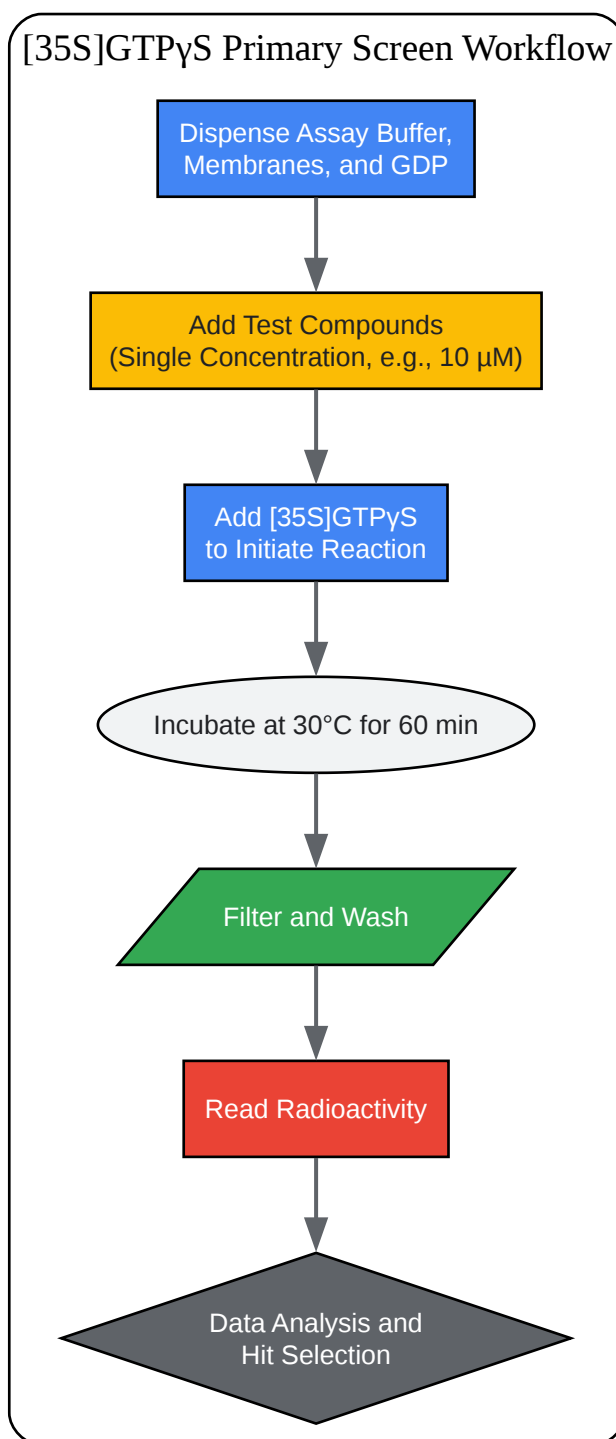 [35S]GTPγS Primary Screen Workflow
Dispense Assay Buffer,
Membranes, and GDP
Add Test Compounds
(Single Concentration, e.g., 10 µM)
Add [35S]GTPγS
to Initiate Reaction
Incubate at 30°C for 60 min
Filter and Wash
Read Radioactivity
Data Analysis and
Hit Selection